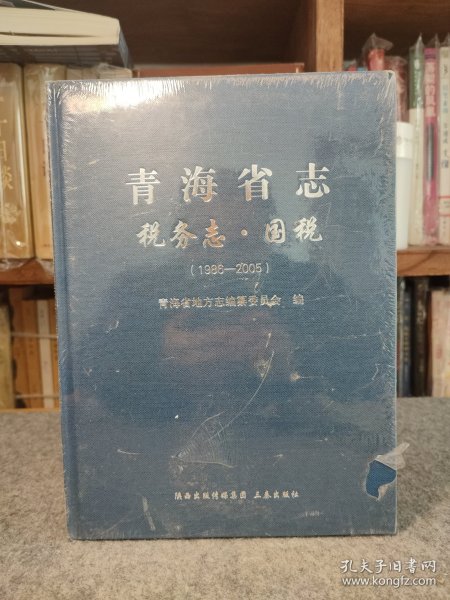 青海省志
税务志·国税
(1986—2005)
青海省地方志编纂委员会 编
陕西出版传媒集团 三秦出版社
孔夫子旧书网
www.kongfz.com